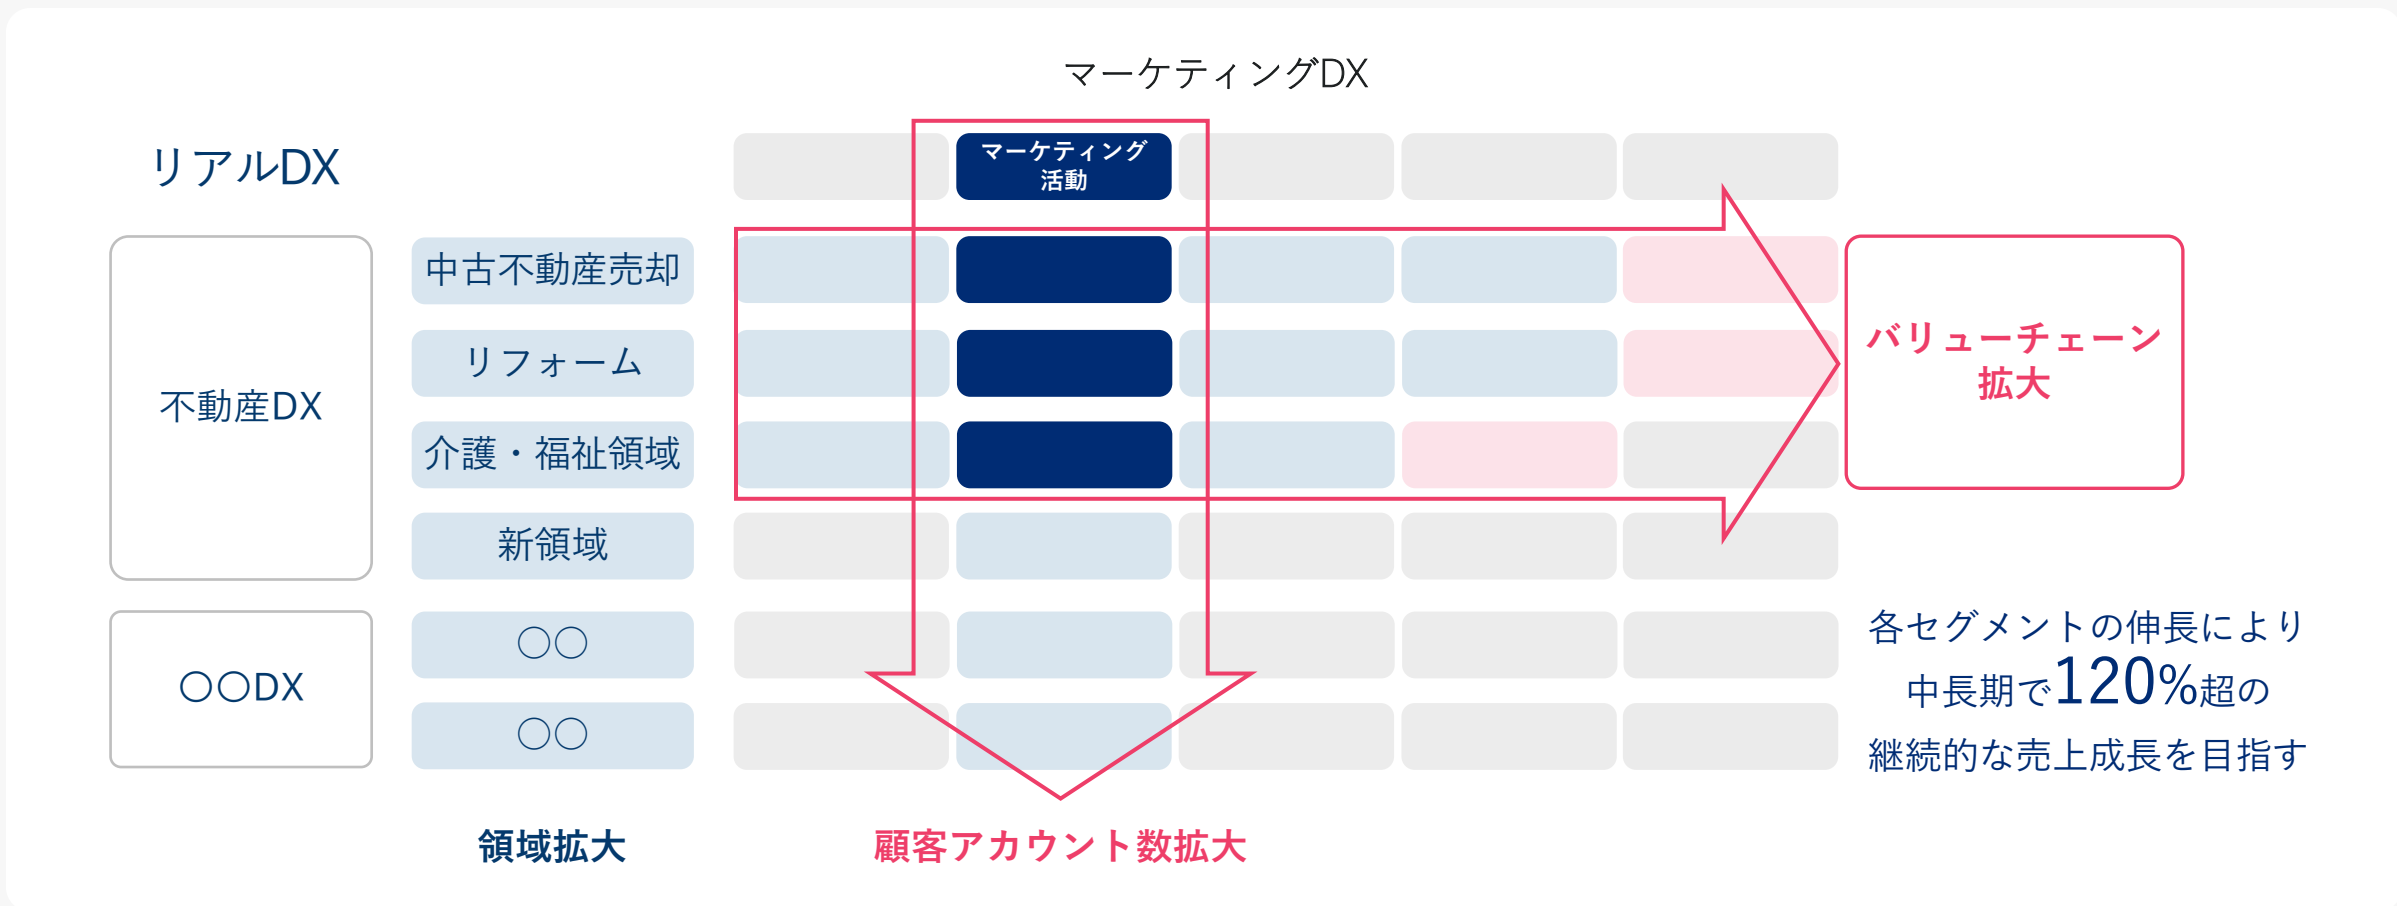 マーケティングDX
リアルDX
マーケティング
活動
不動産DX
中古不動産売却
リフォーム
介護・福祉領域
新領域
バリューチェーン
拡大
〇〇DX
〇〇
〇〇
各セグメントの伸長により
中長期で120%超の
継続的な売上成長を目指す
領域拡大
顧客アカウント数拡大